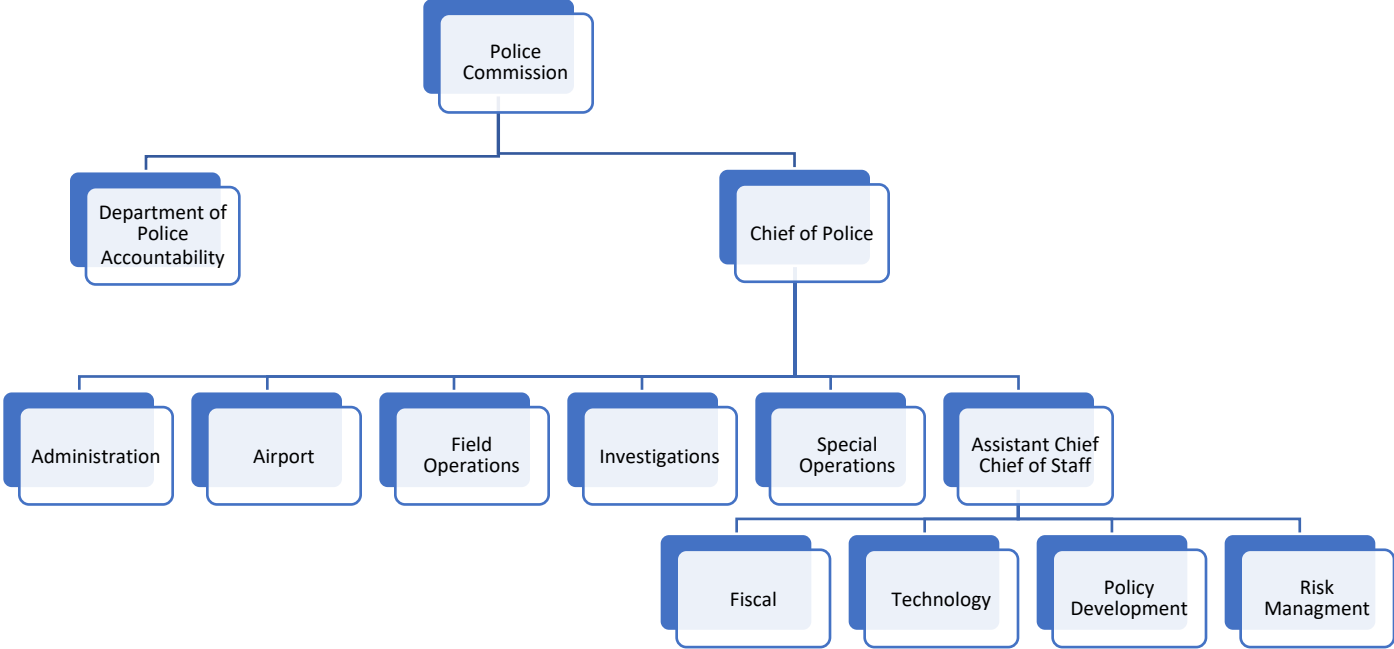 Police
Commission
Department of
Police
Accountability
Chief of Police
Administration
Airport
Field
Operations
Investigations
Special
Operations
Assistant Chief
Chief of Staff
Fiscal
Technology
Policy
Development
Risk
Managment